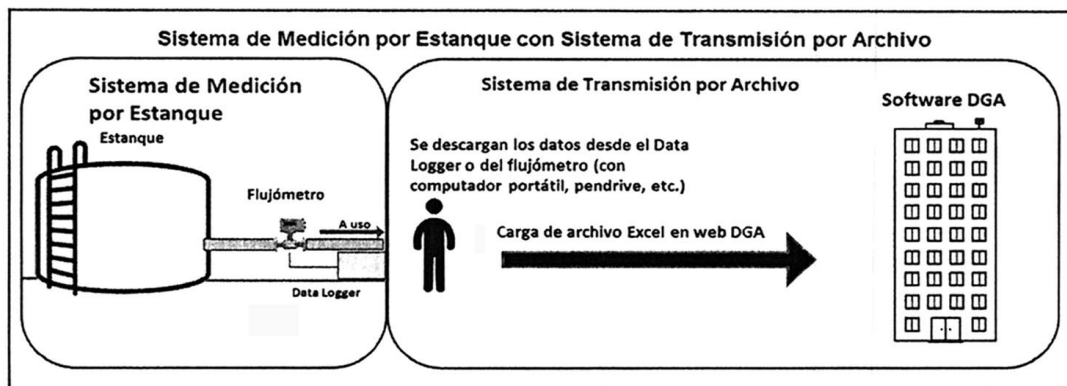 Sistema de Medición por Estanque con Sistema de Transmisión por Archivo
Sistema de Medición
por Estanque
Estanque
Flujómetro
A uso
Data Logger
Sistema de Transmisión por Archivo
Se descargan los datos desde el Data
Logger o del flujómetro (con
computador portátil, pendrive, etc.)
Carga de archivo Excel en web DGA
Software DGA